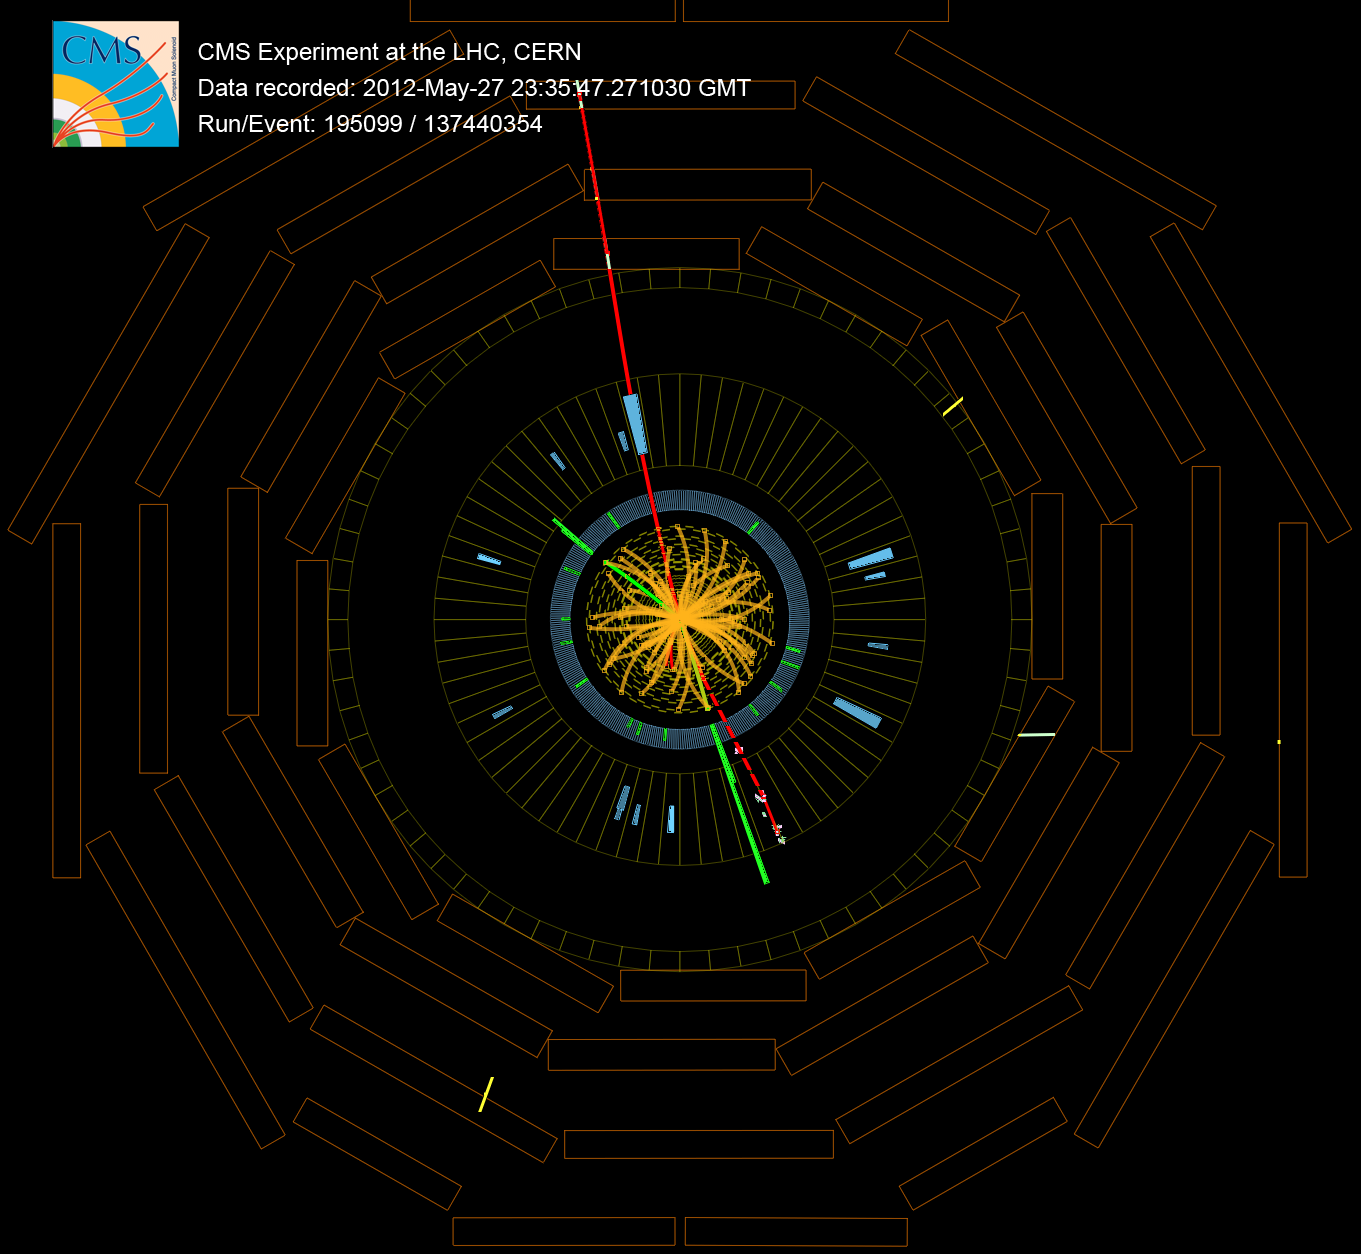 CMS
Compact Muon Solenoid
CMS Experiment at the LHC, CERN
Data recorded: 2012-May-27 23:35:47.271030 GMT
Run/Event: 195099 / 137440354